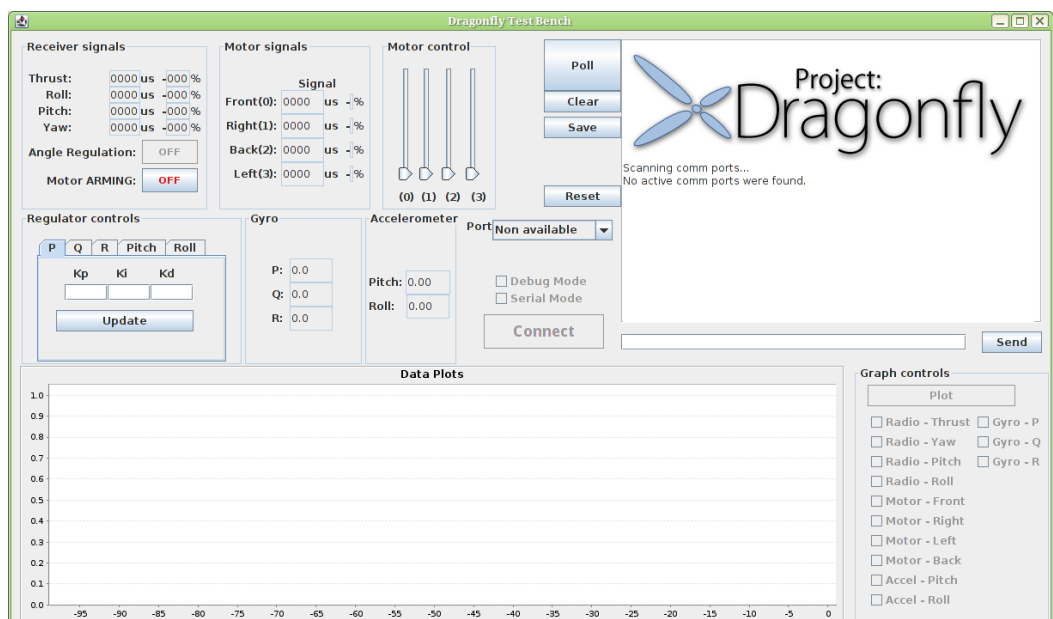 Dragonfly Test Bench
Receiver signals
Thrust: 0000 us -000 %
Roll: 0000 us -000 %
Pitch: 0000 us -000 %
Yaw: 0000 us -000 %
Angle Regulation: OFF
Motor ARMING: OFF
Motor signals
Signal
Front(0): 0000 us - %
Right(1): 0000 us - %
Back(2): 0000 us - %
Left(3): 0000 us - %
Motor control
(0) (1) (2) (3)
Poll
Clear
Save
Reset
Project:
Dragonfly
Scanning comm ports...
No active comm ports were found.
Regulator controls
P Q R Pitch Roll
Kp Ki Kd
Update
Gyro
P: 0.0
Q: 0.0
R: 0.0
Accelerometer
Pitch: 0.00
Roll: 0.00
Port Non available
Debug Mode
Serial Mode
Connect
Send
Data Plots
1.0
0.9
0.8
0.7
0.6
0.5
0.4
0.3
0.2
0.1
0.0
-95 -90 -85 -80 -75 -70 -65 -60 -55 -50 -45 -40 -35 -30 -25 -20 -15 -10 -5 0
Graph controls
Plot
Radio - Thrust Gyro - P
Radio - Yaw Gyro - Q
Radio - Pitch Gyro - R
Radio - Roll
Motor - Front
Motor - Right
Motor - Left
Motor - Back
Accel - Pitch
Accel - Roll